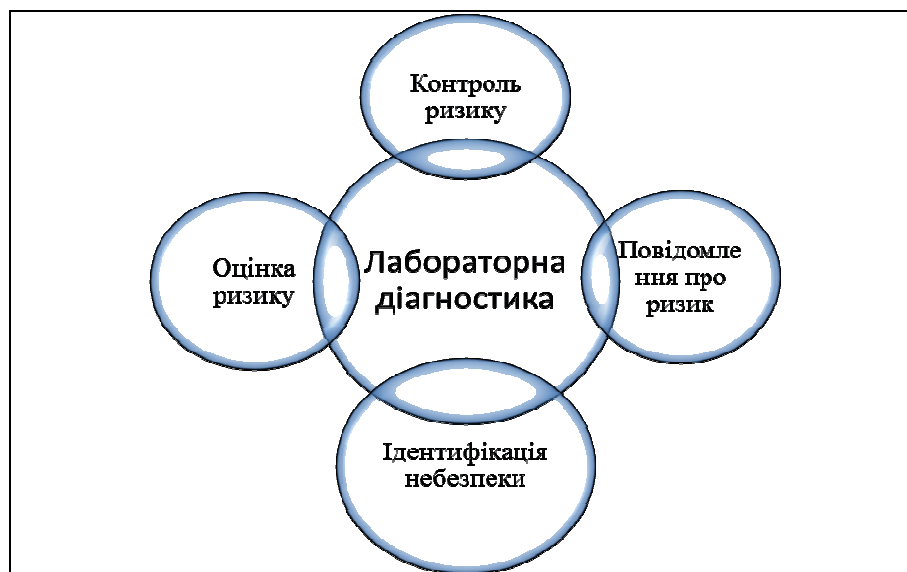 Контроль
ризику
Оцінка
ризику
Лабораторна
діагностика
Повідомле
ння про
ризик
Ідентифікація
небезпеки